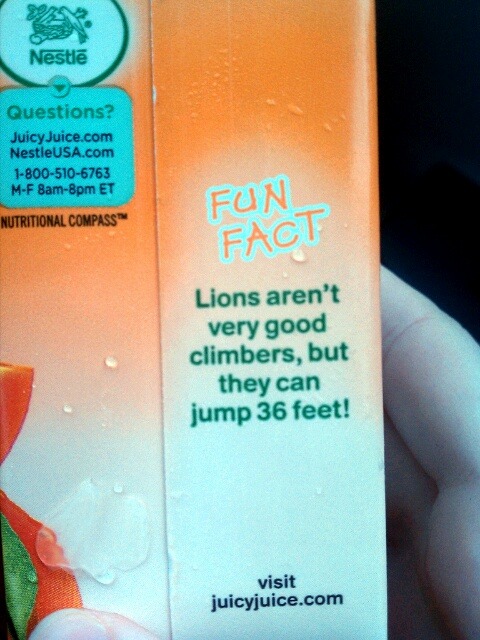 Nestlé
Questions?
JuicyJuice.com
NestleUSA.com
1-800-510-6763
M-F 8am-8pm ET
NUTRITIONAL COMPASS™
FUN
FACT
Lions aren't
very good
climbers, but
they can
jump 36 feet!
visit
juicyjuice.com